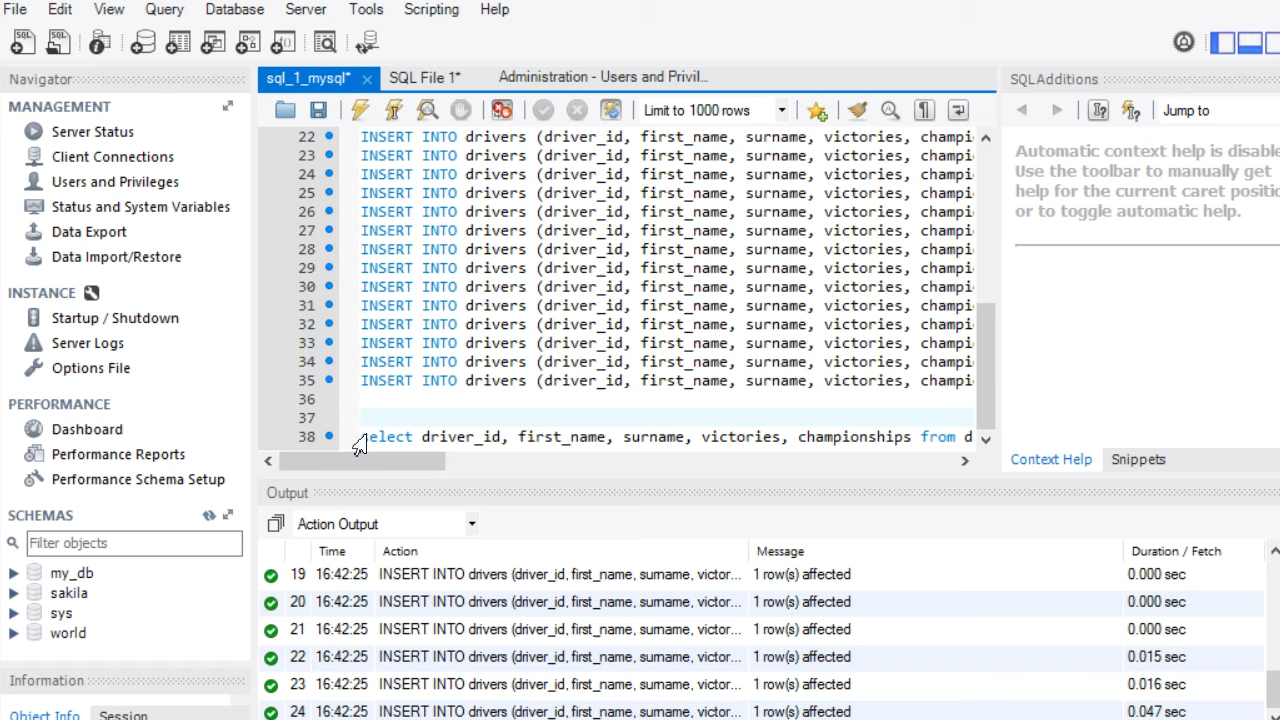 File Edit View Query Database Server Tools Scripting Help
Navigator
MANAGEMENT
Server Status
Client Connections
Users and Privileges
Status and System Variables
Data Export
Data Import/Restore
INSTANCE
Startup / Shutdown
Server Logs
Options File
PERFORMANCE
Dashboard
Performance Reports
Performance Schema Setup
SCHEMAS
Filter objects
my_db
sakila
sys
world
Information
Object Info Session
sql_1_mysql* SQL File 1* Administration - Users and Privil...
Limit to 1000 rows
22 INSERT INTO drivers (driver_id, first_name, surname, victories, champi
23 INSERT INTO drivers (driver_id, first_name, surname, victories, champi
24 INSERT INTO drivers (driver_id, first_name, surname, victories, champi
25 INSERT INTO drivers (driver_id, first_name, surname, victories, champi
26 INSERT INTO drivers (driver_id, first_name, surname, victories, champi
27 INSERT INTO drivers (driver_id, first_name, surname, victories, champi
28 INSERT INTO drivers (driver_id, first_name, surname, victories, champi
29 INSERT INTO drivers (driver_id, first_name, surname, victories, champi
30 INSERT INTO drivers (driver_id, first_name, surname, victories, champi
31 INSERT INTO drivers (driver_id, first_name, surname, victories, champi
32 INSERT INTO drivers (driver_id, first_name, surname, victories, champi
33 INSERT INTO drivers (driver_id, first_name, surname, victories, champi
34 INSERT INTO drivers (driver_id, first_name, surname, victories, champi
35 INSERT INTO drivers (driver_id, first_name, surname, victories, champi
36
37
38 select driver_id, first_name, surname, victories, championships from d
SQLAdditions
Jump to
Automatic context help is disable
Use the toolbar to manually get
help for the current caret positio
or to toggle automatic help.
Context Help Snippets
Output
Action Output
Time Action Message Duration / Fetch
19 16:42:25 INSERT INTO drivers (driver_id, first_name, surname, victor... 1 row(s) affected 0.000 sec
20 16:42:25 INSERT INTO drivers (driver_id, first_name, surname, victor... 1 row(s) affected 0.000 sec
21 16:42:25 INSERT INTO drivers (driver_id, first_name, surname, victor... 1 row(s) affected 0.000 sec
22 16:42:25 INSERT INTO drivers (driver_id, first_name, surname, victor... 1 row(s) affected 0.015 sec
23 16:42:25 INSERT INTO drivers (driver_id, first_name, surname, victor... 1 row(s) affected 0.016 sec
24 16:42:25 INSERT INTO drivers (driver_id, first_name, surname, victor... 1 row(s) affected 0.047 sec